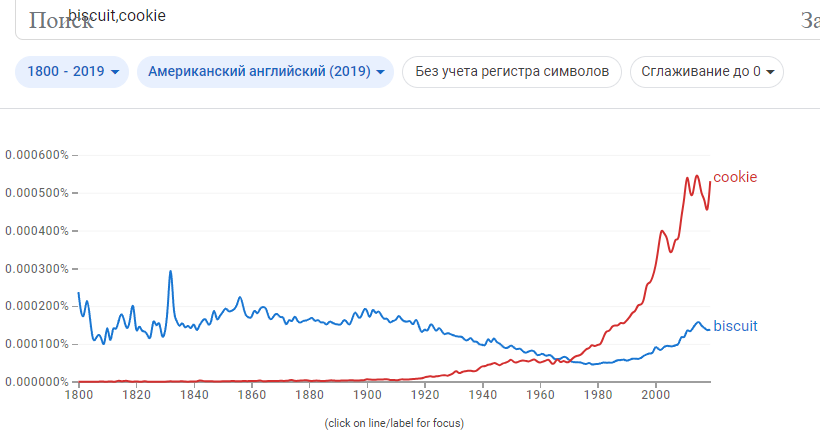 Поиск biscuit,cookie За
1800 - 2019 Американский английский (2019) Без учета регистра символов Сглаживание до 0
0.000600%
0.000500%
cookie
0.000400%
0.000300%
0.000200%
biscuit
0.000100%
0.000000%
1800 1820 1840 1860 1880 1900 1920 1940 1960 1980 2000
(click on line/label for focus)